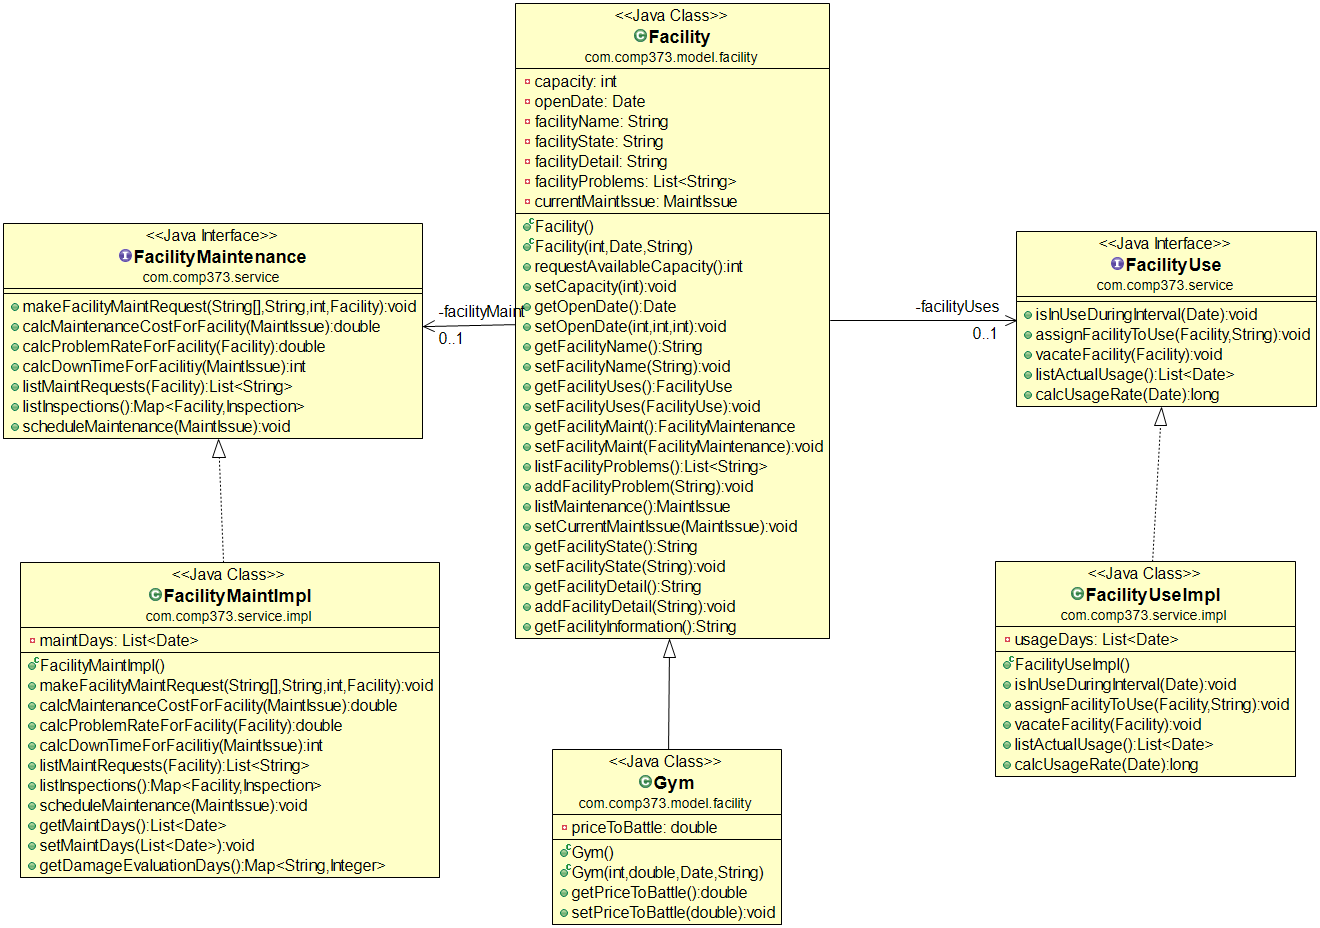 <<Java Class>>
Facility
com.comp373.model.facility
capacity: int
openDate: Date
facilityName: String
facilityState: String
facilityDetail: String
facilityProblems: List<String>
currentMaintIssue: MaintIssue
Facility()
Facility(int,Date,String)
requestAvailableCapacity():int
setCapacity(int):void
getOpenDate():Date
setOpenDate(int,int,int):void
getFacilityName():String
setFacilityName(String):void
getFacilityUses():FacilityUse
setFacilityUses(FacilityUse):void
getFacilityMaint():FacilityMaintenance
setFacilityMaint(FacilityMaintenance):void
listFacilityProblems():List<String>
addFacilityProblem(String):void
listMaintenance():MaintIssue
setCurrentMaintIssue(MaintIssue):void
getFacilityState():String
setFacilityState(String):void
getFacilityDetail():String
addFacilityDetail(String):void
getFacilityInformation():String
<<Java Interface>>
FacilityMaintenance
com.comp373.service
makeFacilityMaintRequest(String[],String,int,Facility):void
calcMaintenanceCostForFacility(MaintIssue):double
calcProblemRateForFacility(Facility):double
calcDownTimeForFacilitiy(MaintIssue):int
listMaintRequests(Facility):List<String>
listInspections():Map<Facility,Inspection>
scheduleMaintenance(MaintIssue):void
-facilityMaint
0..1
-facilityUses
0..1
<<Java Interface>>
FacilityUse
com.comp373.service
isInUseDuringInterval(Date):void
assignFacilityToUse(Facility,String):void
vacateFacility(Facility):void
listActualUsage():List<Date>
calcUsageRate(Date):long
<<Java Class>>
FacilityMaintImpl
com.comp373.service.impl
maintDays: List<Date>
FacilityMaintImpl()
makeFacilityMaintRequest(String[],String,int,Facility):void
calcMaintenanceCostForFacility(MaintIssue):double
calcProblemRateForFacility(Facility):double
calcDownTimeForFacilitiy(MaintIssue):int
listMaintRequests(Facility):List<String>
listInspections():Map<Facility,Inspection>
scheduleMaintenance(MaintIssue):void
getMaintDays():List<Date>
setMaintDays(List<Date>):void
getDamageEvaluationDays():Map<String,Integer>
<<Java Class>>
Gym
com.comp373.model.facility
priceToBattle: double
Gym()
Gym(int,double,Date,String)
getPriceToBattle():double
setPriceToBattle(double):void
<<Java Class>>
FacilityUseImpl
com.comp373.service.impl
usageDays: List<Date>
FacilityUseImpl()
isInUseDuringInterval(Date):void
assignFacilityToUse(Facility,String):void
vacateFacility(Facility):void
listActualUsage():List<Date>
calcUsageRate(Date):long